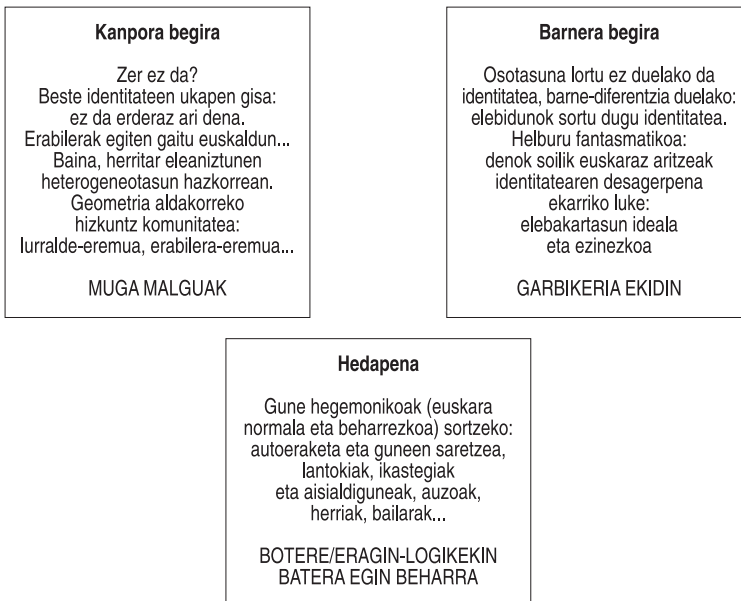 Kanpora begira
Zer ez da?
Beste identitateen ukapen gisa:
ez da erderaz ari dena.
Erabilerak egiten gaitu euskaldun...
Baina, herritar eleaniztunen
heterogeneotasun hazkorrean.
Geometria aldakorreko
hizkuntz komunitatea:
lurralde-eremua, erabilera-eremua...
MUGA MALGUAK
Barnera begira
Osotasuna lortu ez duelako da
identitatea, barne-diferentzia duelako:
elebidunok sortu dugu identitatea.
Helburu fantasmatikoa:
denok soilik euskaraz aritzeak
identitatearen desagerpena
ekarriko luke:
elebakartasun ideala
eta ezinezkoa
GARBIKERIA EKIDIN
Hedapena
Gune hegemonikoak (euskara
normala eta beharrezkoa) sortzeko:
autoeraketa eta guneen saretzea,
lantokiak, ikastegiak
eta aisialdiguneak, auzoak,
herriak, bailarak...
BOTERE/ERAGIN-LOGIKEKIN
BATERA EGIN BEHARRA